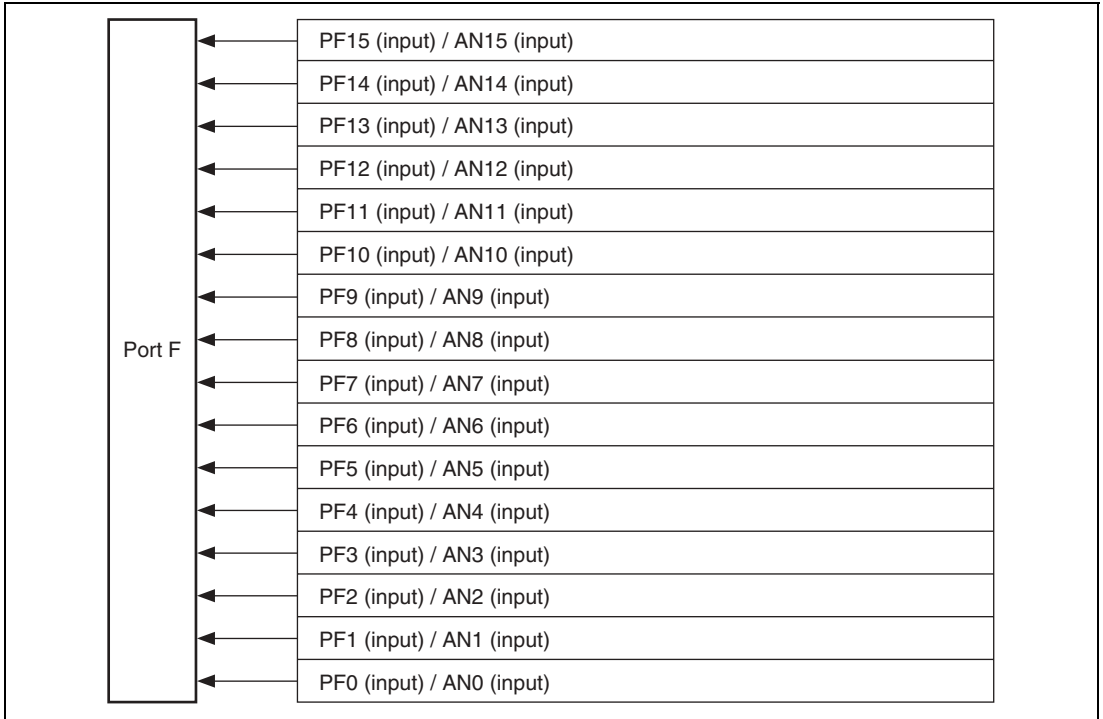 PF15 (input) / AN15 (input)
PF14 (input) / AN14 (input)
PF13 (input) / AN13 (input)
PF12 (input) / AN12 (input)
PF11 (input) / AN11 (input)
PF10 (input) / AN10 (input)
PF9 (input) / AN9 (input)
PF8 (input) / AN8 (input)
Port F
PF7 (input) / AN7 (input)
PF6 (input) / AN6 (input)
PF5 (input) / AN5 (input)
PF4 (input) / AN4 (input)
PF3 (input) / AN3 (input)
PF2 (input) / AN2 (input)
PF1 (input) / AN1 (input)
PF0 (input) / AN0 (input)